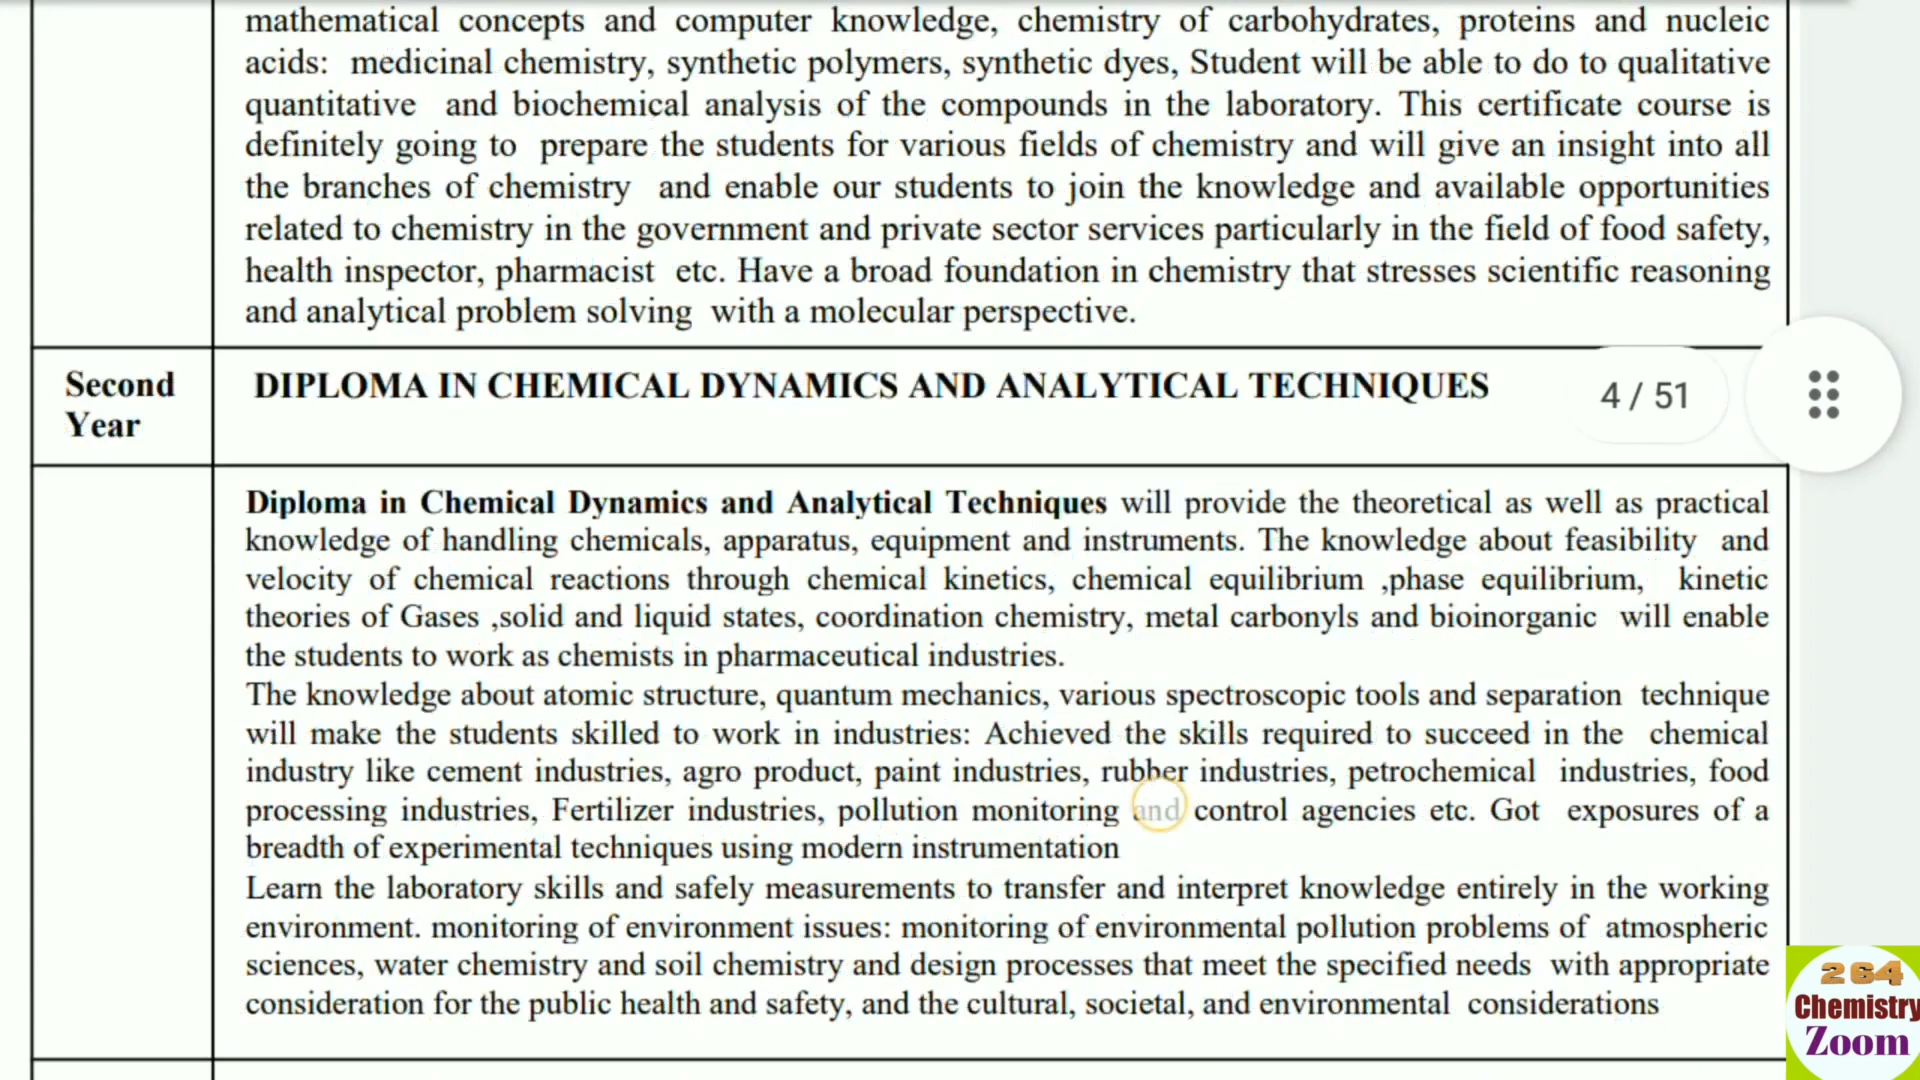 mathematical concepts and computer knowledge, chemistry of carbohydrates, proteins and nucleic
acids: medicinal chemistry, synthetic polymers, synthetic dyes, Student will be able to do to qualitative
quantitative and biochemical analysis of the compounds in the laboratory. This certificate course is
definitely going to prepare the students for various fields of chemistry and will give an insight into all
the branches of chemistry and enable our students to join the knowledge and available opportunities
related to chemistry in the government and private sector services particularly in the field of food safety,
health inspector, pharmacist etc. Have a broad foundation in chemistry that stresses scientific reasoning
and analytical problem solving with a molecular perspective.
Second
Year
DIPLOMA IN CHEMICAL DYNAMICS AND ANALYTICAL TECHNIQUES
4 / 51
Diploma in Chemical Dynamics and Analytical Techniques will provide the theoretical as well as practical
knowledge of handling chemicals, apparatus, equipment and instruments. The knowledge about feasibility and
velocity of chemical reactions through chemical kinetics, chemical equilibrium ,phase equilibrium, kinetic
theories of Gases ,solid and liquid states, coordination chemistry, metal carbonyls and bioinorganic will enable
the students to work as chemists in pharmaceutical industries.
The knowledge about atomic structure, quantum mechanics, various spectroscopic tools and separation technique
will make the students skilled to work in industries: Achieved the skills required to succeed in the chemical
industry like cement industries, agro product, paint industries, rubber industries, petrochemical industries, food
processing industries, Fertilizer industries, pollution monitoring and control agencies etc. Got exposures of a
breadth of experimental techniques using modern instrumentation
Learn the laboratory skills and safely measurements to transfer and interpret knowledge entirely in the working
environment. monitoring of environment issues: monitoring of environmental pollution problems of atmospheric
sciences, water chemistry and soil chemistry and design processes that meet the specified needs with appropriate
consideration for the public health and safety, and the cultural, societal, and environmental considerations
264
Chemistry
Zoom